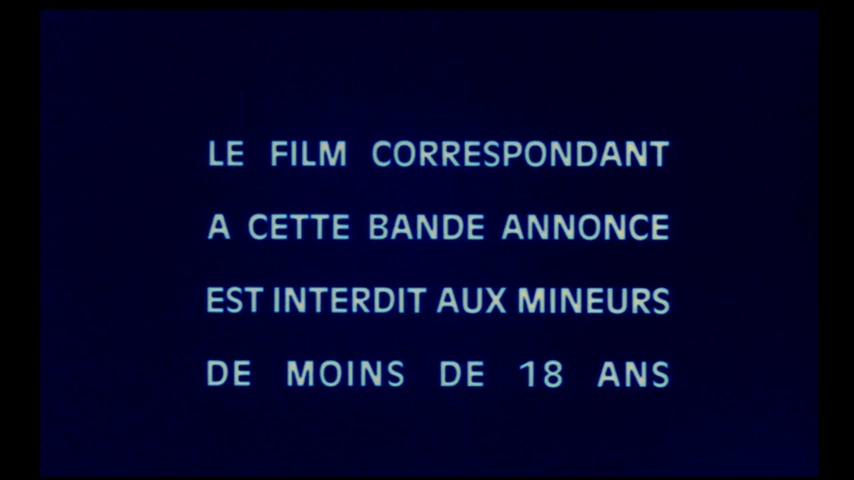 LE FILM CORRESPONDANT
A CETTE BANDE ANNONCE
EST INTERDIT AUX MINEURS
DE MOINS DE 18 ANS